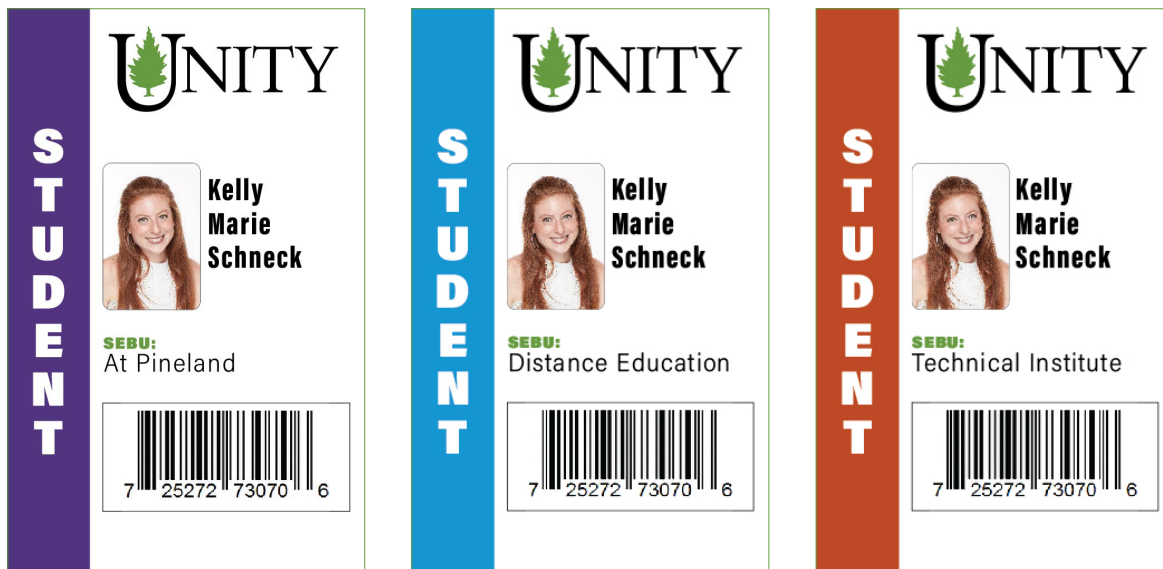 UNITY
STUDENT
Kelly
Marie
Schneck
SEBU:
At Pineland
7 25272 73070 6
UNITY
STUDENT
Kelly
Marie
Schneck
SEBU:
Distance Education
7 25272 73070 6
UNITY
STUDENT
Kelly
Marie
Schneck
SEBU:
Technical Institute
7 25272 73070 6